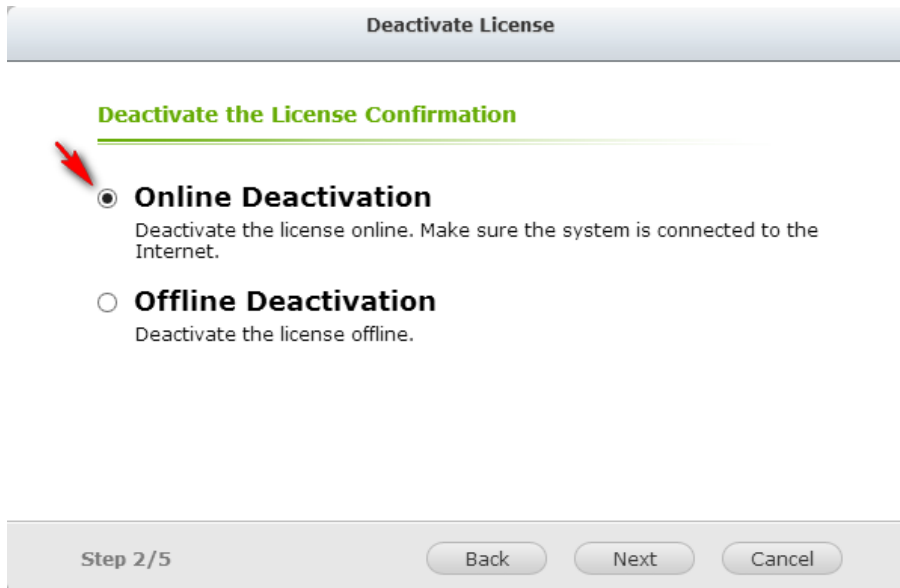 Deactivate License
Deactivate the License Confirmation
Online Deactivation
Deactivate the license online. Make sure the system is connected to the
Internet.
Offline Deactivation
Deactivate the license offline.
Step 2/5
Back
Next
Cancel